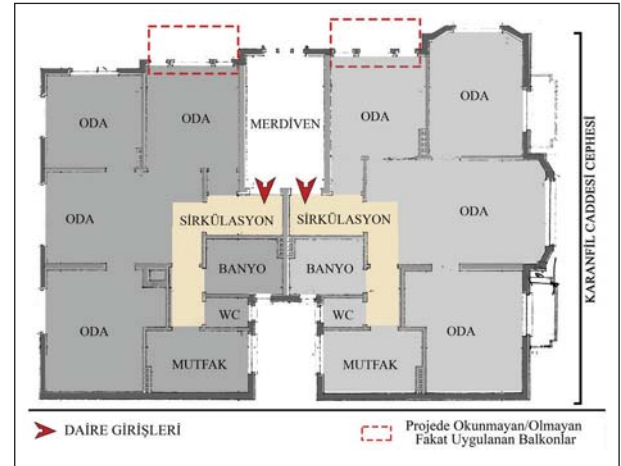 ODA
ODA
ODA
ODA
MERDİVEN
ODA
SİRKÜLASYON
SİRKÜLASYON
ODA
BANYO
BANYO
ODA
WC
WC
ODA
MUTFAK
MUTFAK
KARANFİL CADDESİ CEPHESİ
DAİRE GİRİŞLERİ
Projede Okunmayan/Olmayan
Fakat Uygulanan Balkonlar